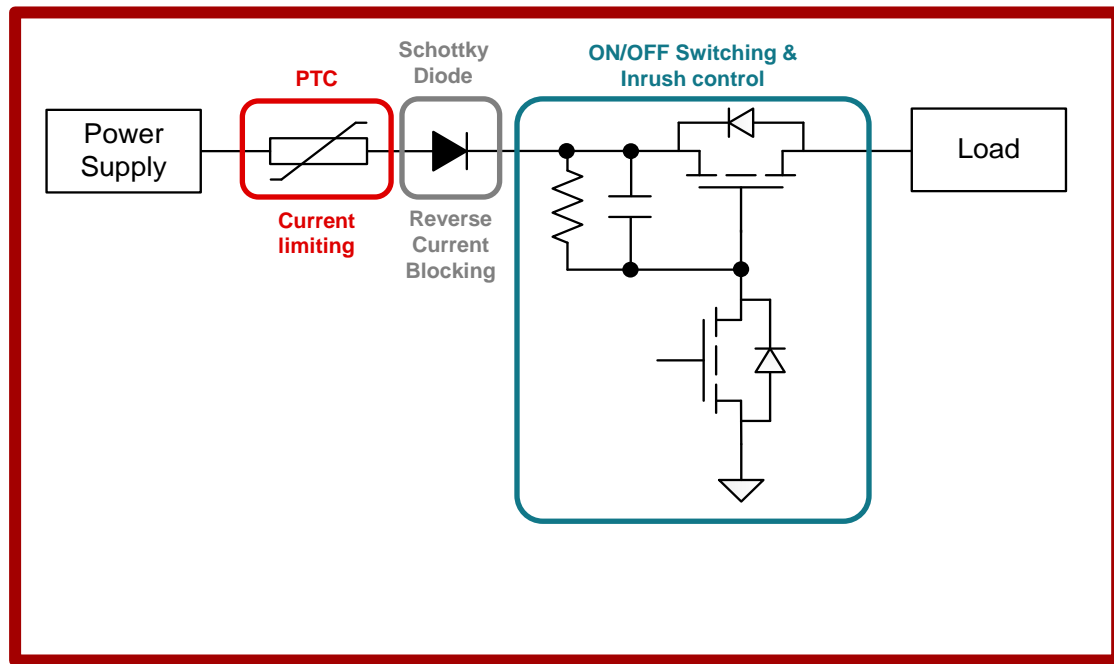 Schottky
Diode
ON/OFF Switching &
Inrush control
PTC
Power
Supply
Load
Current
limiting
Reverse
Current
Blocking